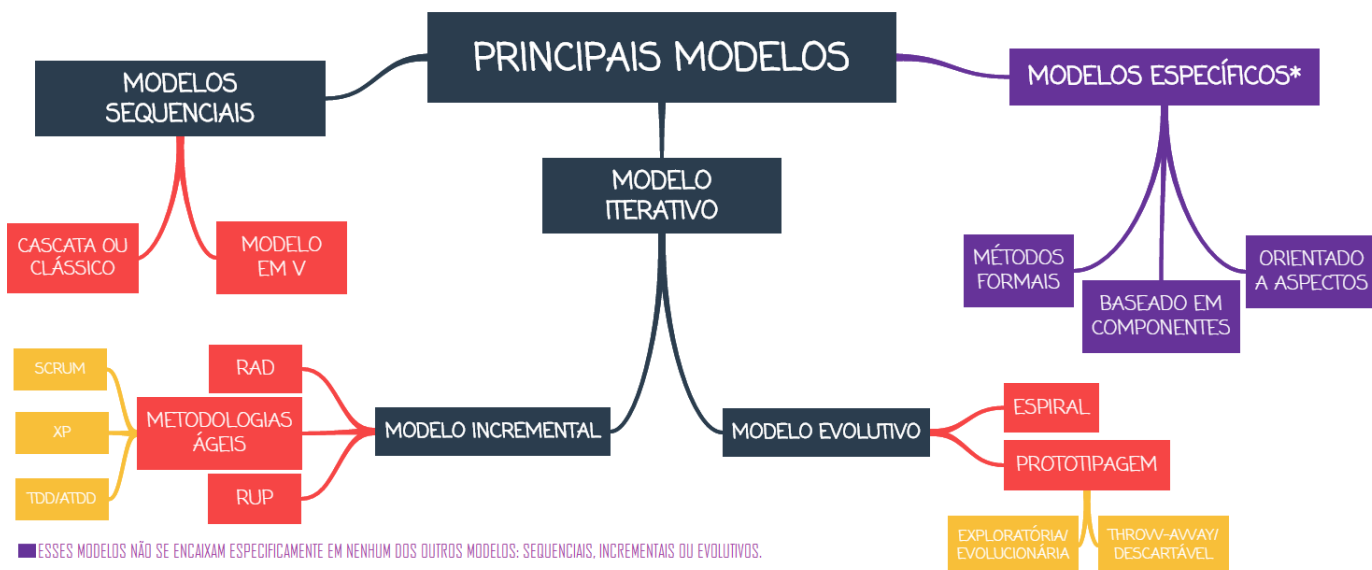 PRINCIPAIS MODELOS
MODELOS
SEQUENCIAIS
MODELOS ESPECÍFICOS*
MODELO
ITERATIVO
CASCATA OU
CLÁSSICO
MODELO
EM V
MÉTODOS
FORMAIS
BASEADO EM
COMPONENTES
ORIENTADO
A ASPECTOS
SCRUM
XP
TDD/ATDD
RAD
METODOLOGIAS
ÁGEIS
RUP
MODELO INCREMENTAL
MODELO EVOLUTIVO
ESPIRAL
PROTOTIPAGEM
EXPLORATÓRIA/
EVOLUCIONÁRIA
THROW-AWAY/
DESCARTÁVEL
ESSES MODELOS NÃO SE ENCAIXAM ESPECIFICAMENTE EM NENHUM DOS OUTROS MODELOS: SEQUENCIAIS, INCREMENTAIS OU EVOLUTIVOS.